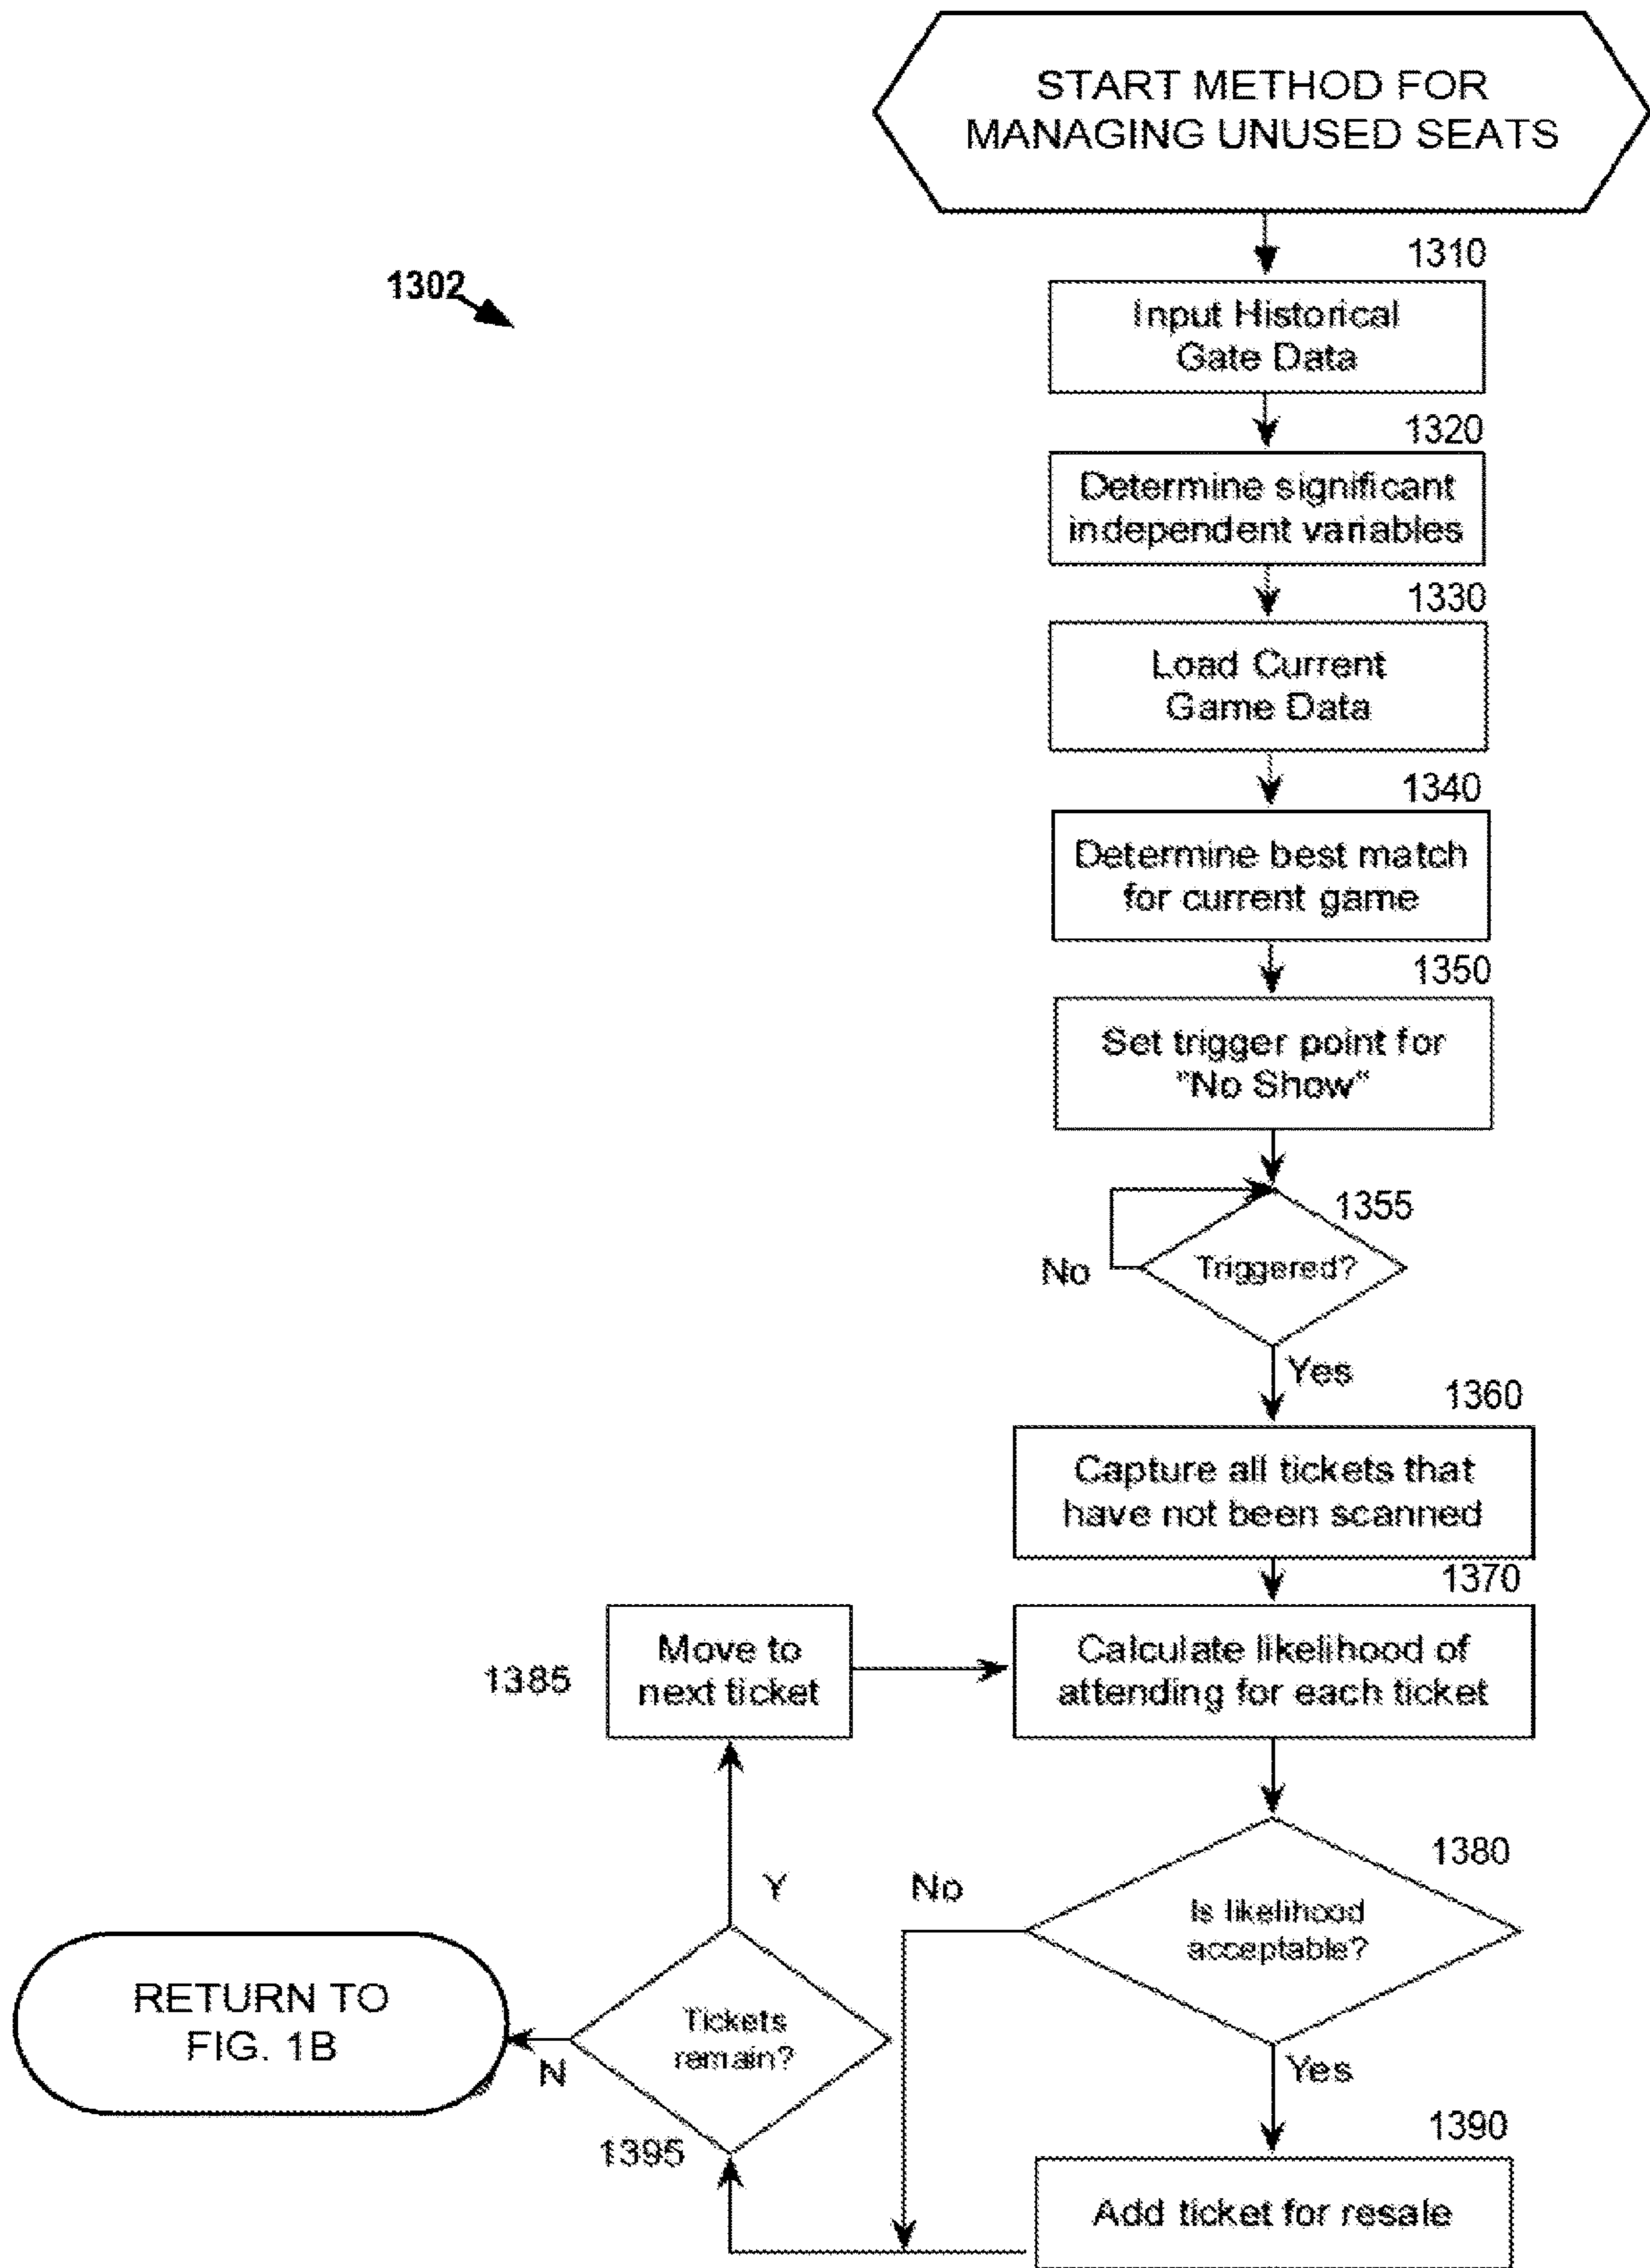 START METHOD FOR
MANAGING UNUSED SEATS
1310
1302
Input Historical
Gate Data
1320
Determine significant
independent variables
1330
Load Current
Game Data
1340
Determine best match
for current game
1350
Set trigger point for
"No Show"
1355
Triggered?
No
Yes
1360
Capture all tickets that
have not been scanned
1370
Calculate likelihood of
attending for each ticket
1385
Move to
next ticket
1380
Is likelihood
acceptable?
No
Y
Yes
Tickets
remain?
N
RETURN TO
FIG. 1B
1395
1390
Add ticket for resale